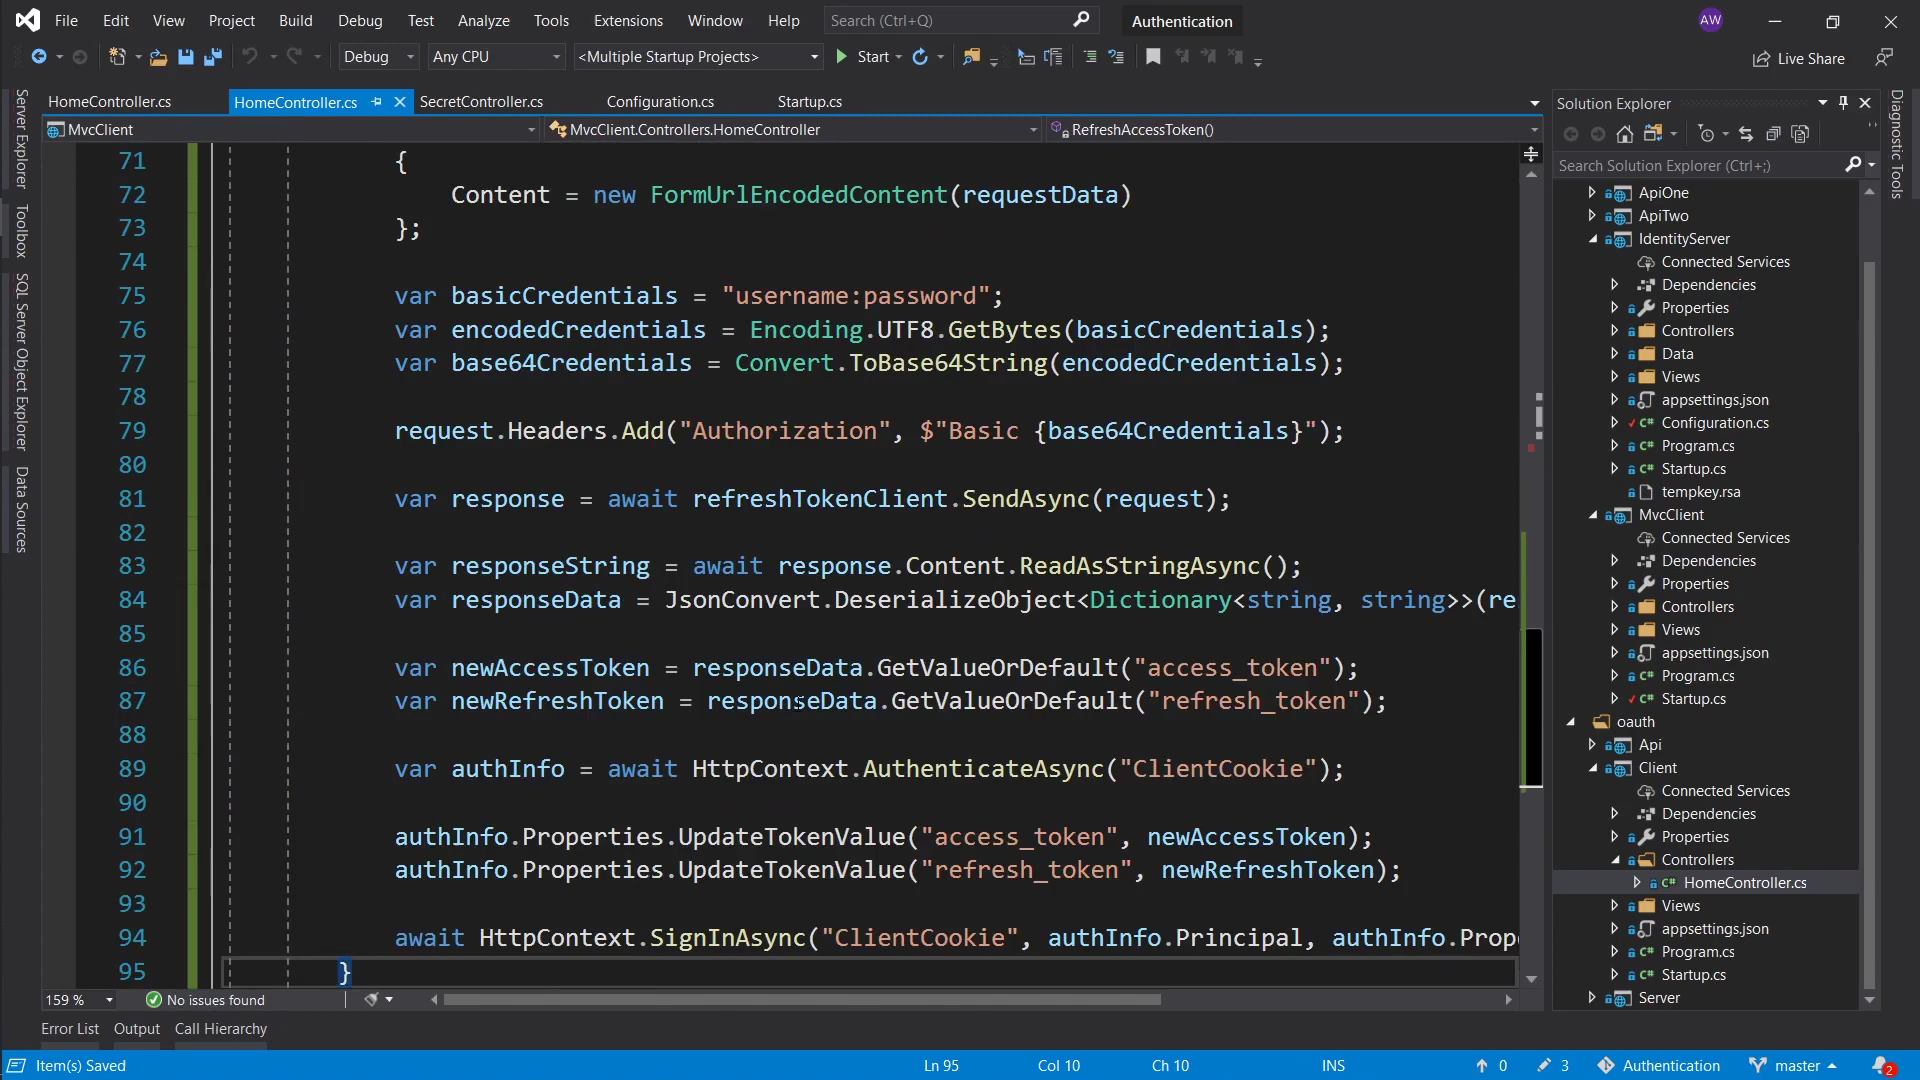 File Edit View Project Build Debug Test Analyze Tools Extensions Window Help Search (Ctrl+Q) Authentication AW
Debug Any CPU <Multiple Startup Projects> Start Live Share
HomeController.cs HomeController.cs SecretController.cs Configuration.cs Startup.cs
MvcClient MvcClient.Controllers.HomeController RefreshAccessToken()
Server Explorer
Toolbox
SQL Server Object Explorer
Data Sources
71 {
72 Content = new FormUrlEncodedContent(requestData)
73 };
74
75 var basicCredentials = "username:password";
76 var encodedCredentials = Encoding.UTF8.GetBytes(basicCredentials);
77 var base64Credentials = Convert.ToBase64String(encodedCredentials);
78
79 request.Headers.Add("Authorization", $"Basic {base64Credentials}");
80
81 var response = await refreshTokenClient.SendAsync(request);
82
83 var responseString = await response.Content.ReadAsStringAsync();
84 var responseData = JsonConvert.DeserializeObject<Dictionary<string, string>>(re
85
86 var newAccessToken = responseData.GetValueOrDefault("access_token");
87 var newRefreshToken = responseData.GetValueOrDefault("refresh_token");
88
89 var authInfo = await HttpContext.AuthenticateAsync("ClientCookie");
90
91 authInfo.Properties.UpdateTokenValue("access_token", newAccessToken);
92 authInfo.Properties.UpdateTokenValue("refresh_token", newRefreshToken);
93
94 await HttpContext.SignInAsync("ClientCookie", authInfo.Principal, authInfo.Prop
95 }
159 % No issues found
Error List Output Call Hierarchy
Solution Explorer
Search Solution Explorer (Ctrl+;)
ApiOne
ApiTwo
IdentityServer
Connected Services
Dependencies
Properties
Controllers
Data
Views
appsettings.json
Configuration.cs
Program.cs
Startup.cs
tempkey.rsa
MvcClient
Connected Services
Dependencies
Properties
Controllers
Views
appsettings.json
Program.cs
Startup.cs
oauth
Api
Client
Connected Services
Dependencies
Properties
Controllers
HomeController.cs
Views
appsettings.json
Program.cs
Startup.cs
Server
Diagnostic Tools
Item(s) Saved Ln 95 Col 10 Ch 10 INS 0 3 Authentication master 2